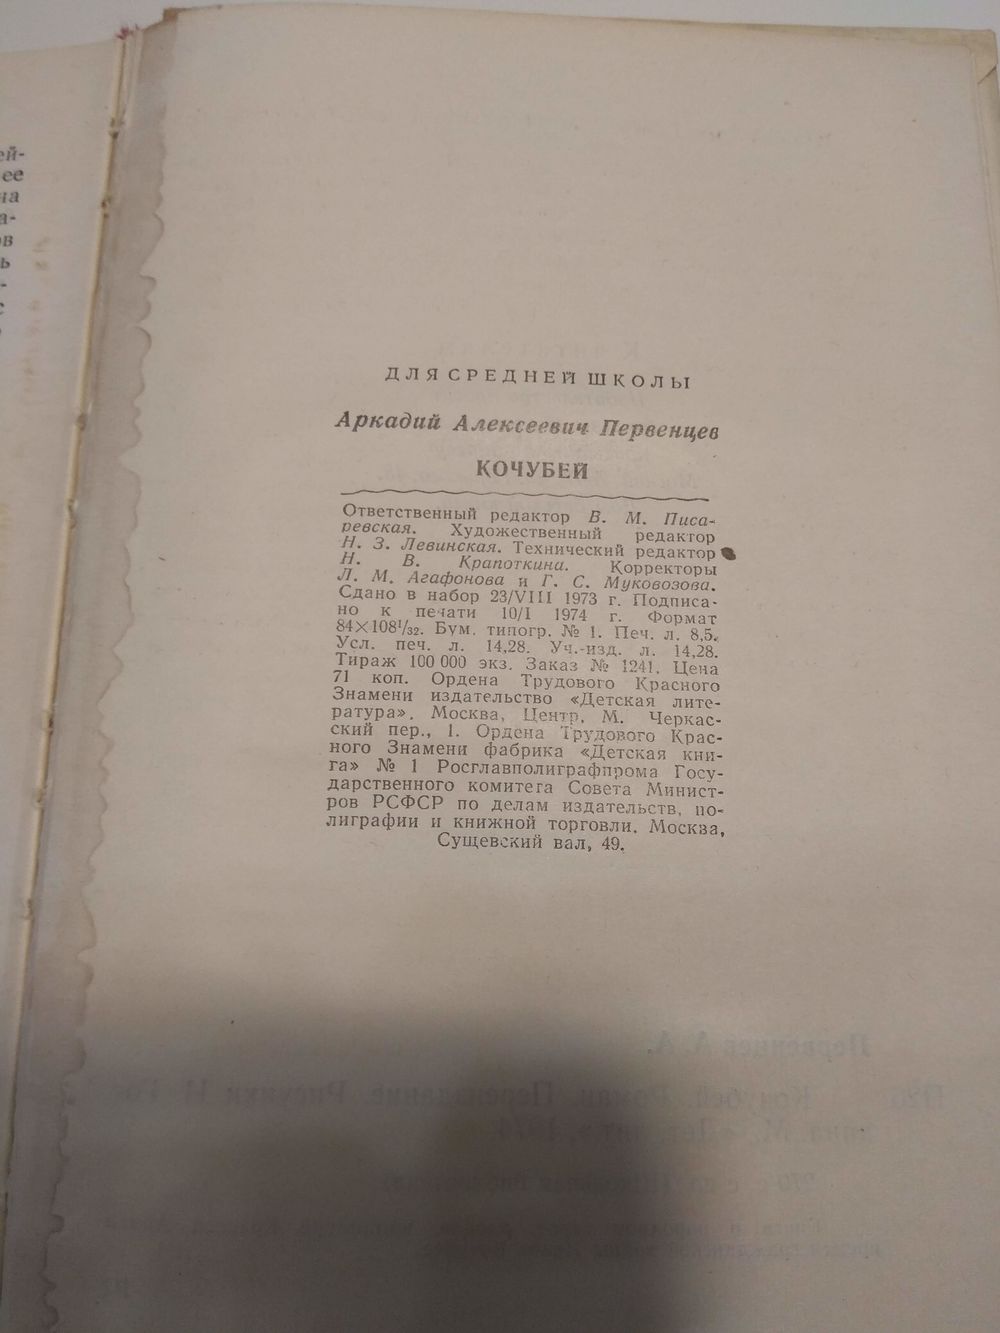 ей-
ее
на
а-
ов
ь
-
с
ДЛЯ СРЕДНЕЙ ШКОЛЫ
Аркадий Алексеевич Первенцев
КОЧУБЕЙ
Ответственный редактор В. М. Писа-
ревская. Художественный редактор
Н. З. Левинская. Технический редактор
Н. В. Крапоткина. Корректоры
Л. М. Агафонова и Г. С. Муковозова.
Сдано в набор 23/VIII 1973 г. Подписа-
но к печати 10/I 1974 г. Формат
84×108¹/₃₂. Бум. типогр. № 1. Печ. л. 8,5.
Усл. печ. л. 14,28. Уч.-изд. л. 14,28.
Тираж 100 000 экз. Заказ № 1241. Цена
71 коп. Ордена Трудового Красного
Знамени издательство «Детская лите-
ратура». Москва, Центр, М. Черкас-
ский пер., 1. Ордена Трудового Крас-
ного Знамени фабрика «Детская кни-
га» № 1 Росглавполиграфпрома Госу-
дарственного комитета Совета Минист-
ров РСФСР по делам издательств, по-
лиграфии и книжной торговли. Москва,
Сущевский вал, 49.